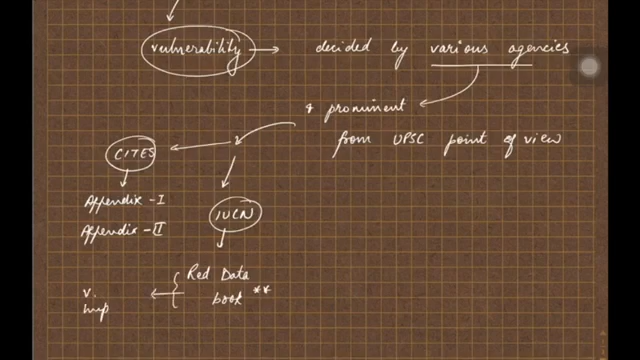 vulnerability → decided by various agencies
& prominent
from UPSC point of view
2
CITES
Appendix-I
Appendix-II
IUCN
Red Data
book **
v.
imp